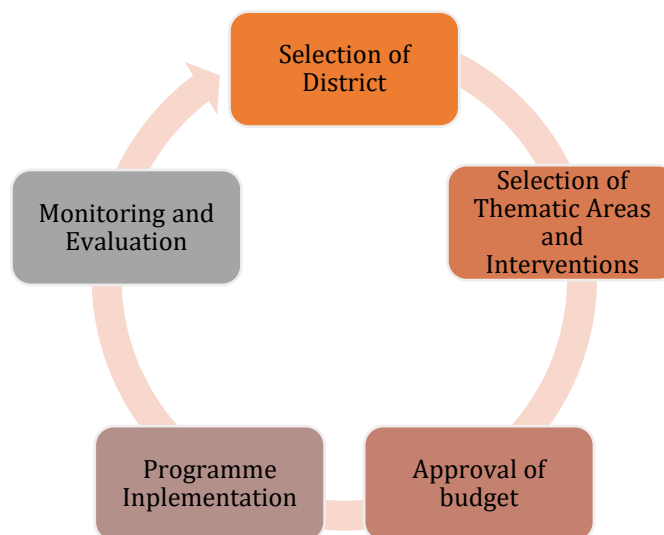 Selection of
District
Selection of
Thematic Areas
and
Interventions
Approval of
budget
Programme
Inplementation
Monitoring and
Evaluation